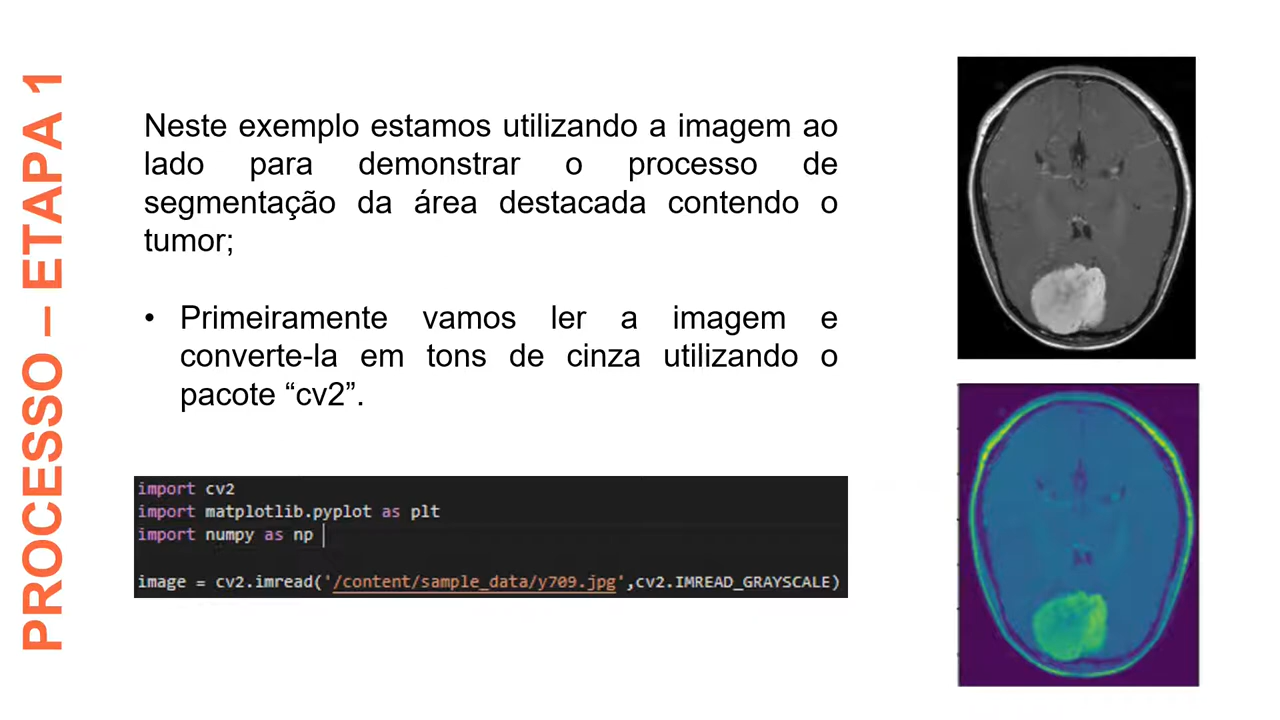 PROCESSO – ETAPA 1
Neste exemplo estamos utilizando a imagem ao
lado para demonstrar o processo de
segmentação da área destacada contendo o
tumor;
• Primeiramente vamos ler a imagem e
converte-la em tons de cinza utilizando o
pacote “cv2”.
import cv2
import matplotlib.pyplot as plt
import numpy as np
image = cv2.imread('/content/sample_data/y709.jpg',cv2.IMREAD_GRAYSCALE)